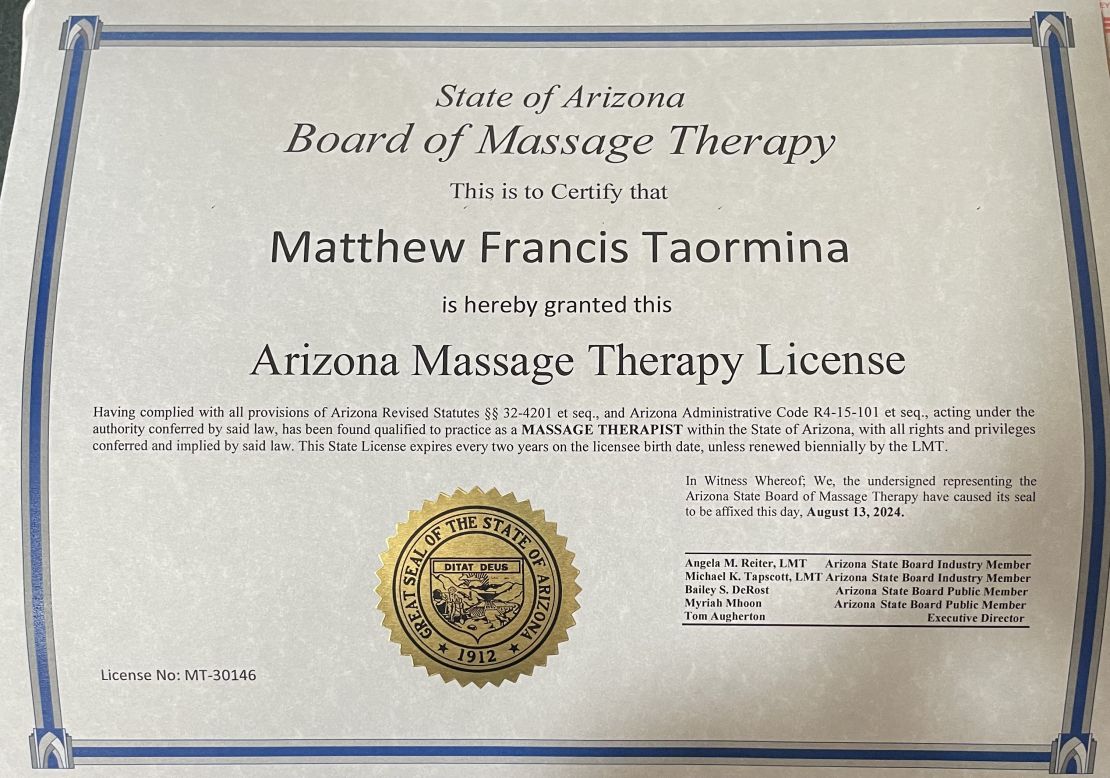 State of Arizona
Board of Massage Therapy
This is to Certify that
Matthew Francis Taormina
is hereby granted this
Arizona Massage Therapy License
Having complied with all provisions of Arizona Revised Statutes §§ 32-4201 et seq., and Arizona Administrative Code R4-15-101 et seq., acting under the
authority conferred by said law, has been found qualified to practice as a MASSAGE THERAPIST within the State of Arizona, with all rights and privileges
conferred and implied by said law. This State License expires every two years on the licensee birth date, unless renewed biennially by the LMT.
In Witness Whereof; We, the undersigned representing the
Arizona State Board of Massage Therapy have caused its seal
to be affixed this day, August 13, 2024.
Angela M. Reiter, LMT Arizona State Board Industry Member
Michael K. Tapscott, LMT Arizona State Board Industry Member
Bailey S. DeRost Arizona State Board Public Member
Myriah Mhoon Arizona State Board Public Member
Tom Augherton Executive Director
GREAT SEAL OF THE STATE OF ARIZONA
DITAT DEUS
1912
License No: MT-30146